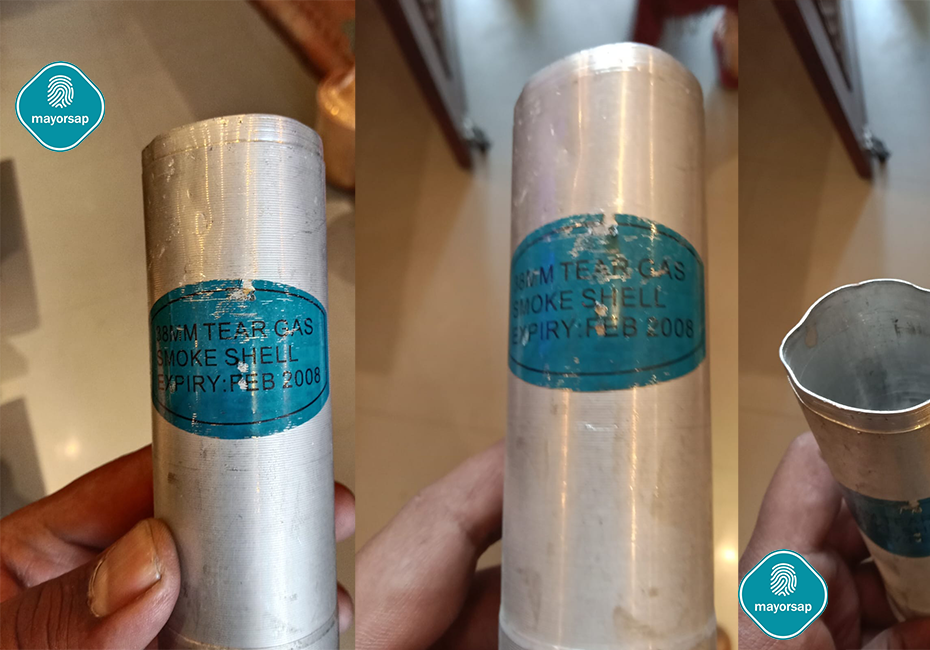 mayorsap
38MM TEAR GAS
SMOKE SHELL
EXPIRY:FEB 2008
38MM TEAR GAS
SMOKE SHELL
EXPIRY:FEB 2008
mayorsap